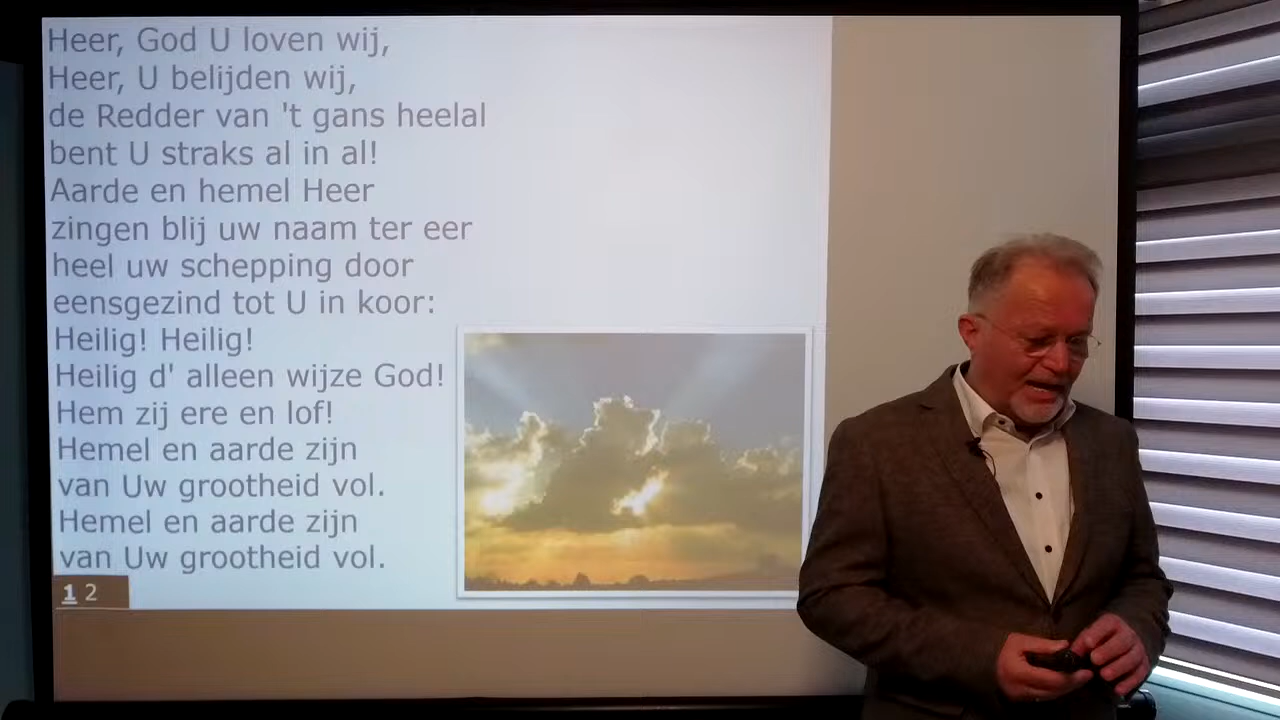 Heer, God U loven wij,
Heer, U belijden wij,
de Redder van 't gans heelal
bent U straks al in al!
Aarde en hemel Heer
zingen blij uw naam ter eer
heel uw schepping door
eensgezind tot U in koor:
Heilig! Heilig!
Heilig d' alleen wijze God!
Hem zij ere en lof!
Hemel en aarde zijn
van Uw grootheid vol.
Hemel en aarde zijn
van Uw grootheid vol.
1 2